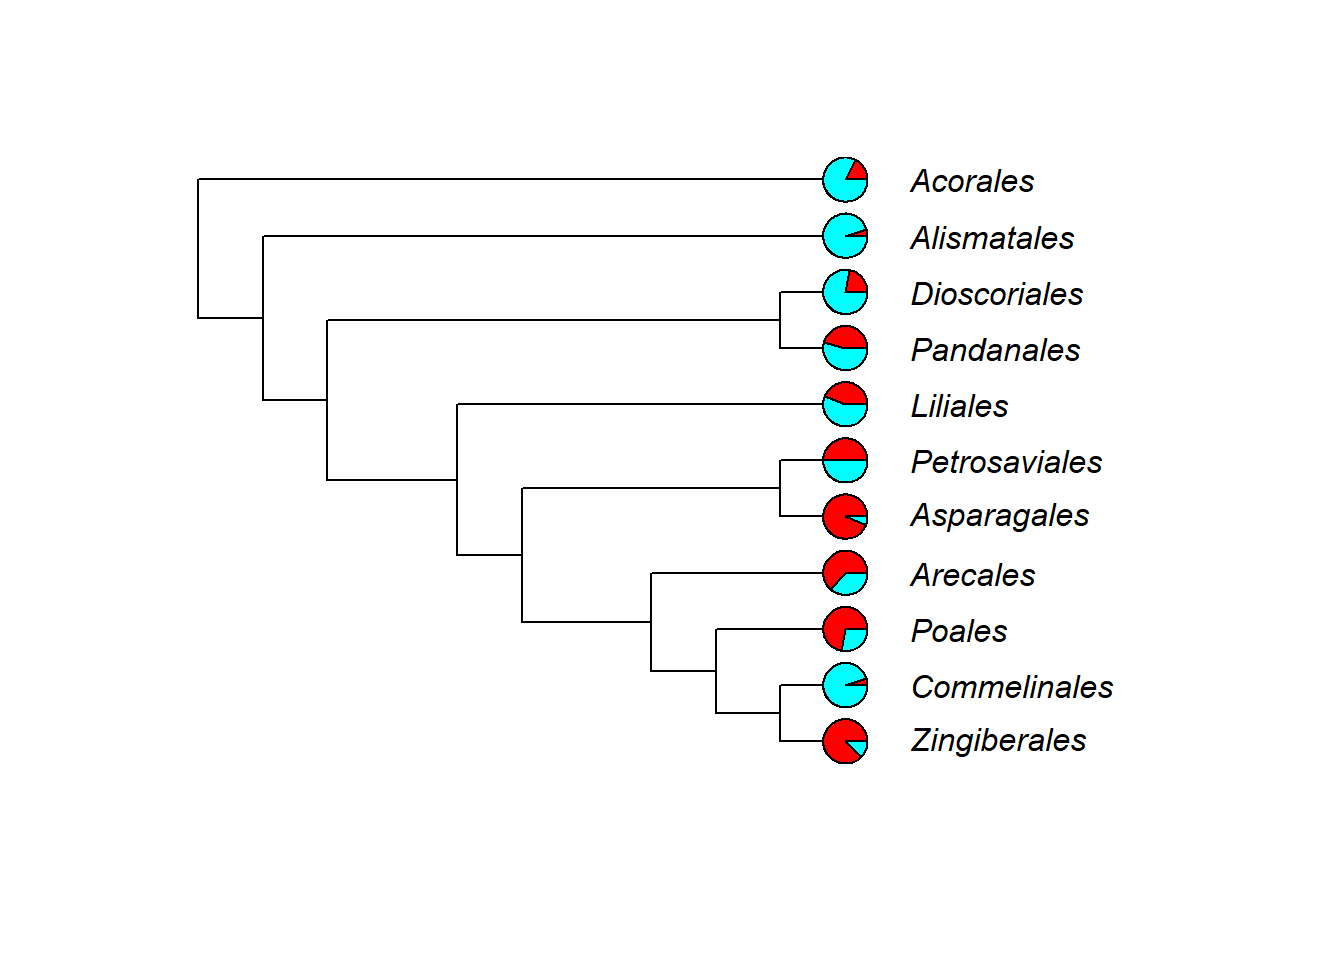 Acorales
Alismatales
Dioscoriales
Pandanales
Liliales
Petrosaviales
Asparagales
Arecales
Poales
Commelinales
Zingiberales